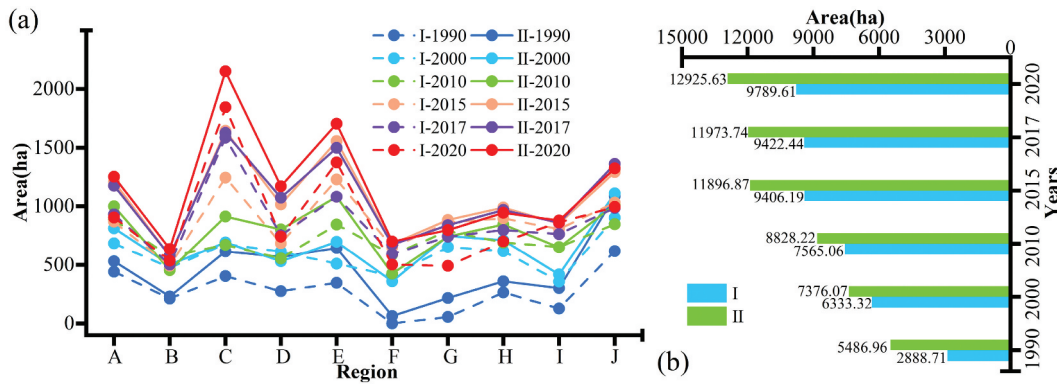 (a)
I-1990 II-1990
I-2000 II-2000
I-2010 II-2010
I-2015 II-2015
I-2017 II-2017
I-2020 II-2020
Area(ha)
2000
1500
1000
500
0
A B C D E F G H I J
Region
Area(ha)
15000 12000 9000 6000 3000 0
12925.63
9789.61
2020
11973.74
9422.44
2017
11896.87
9406.19
2015
8828.22
7565.06
2010
7376.07
6333.32
2000
5486.96
2888.71
1990
Years
I
II
(b)